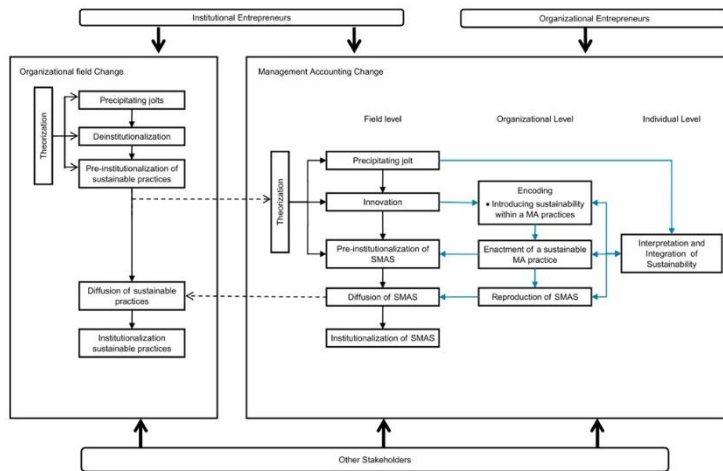 Institutional Entrepreneurs
Organizational Entrepreneurs
Organizational field Change
Theorization
Precipitating jolts
Deinstitutionalization
Pre-institutionalization of
sustainable practices
Diffusion of sustainable
practices
Institutionalization
sustainable practices
Management Accounting Change
Field level
Organizational Level
Individual Level
Theorization
Precipitating jolt
Innovation
Pre-institutionalization of
SMAS
Diffusion of SMAS
Institutionalization of SMAS
Encoding
• Introducing sustainability
within a MA practices
Enactment of a sustainable
MA practice
Reproduction of SMAS
Interpretation and
Integration of
Sustainability
Other Stakeholders